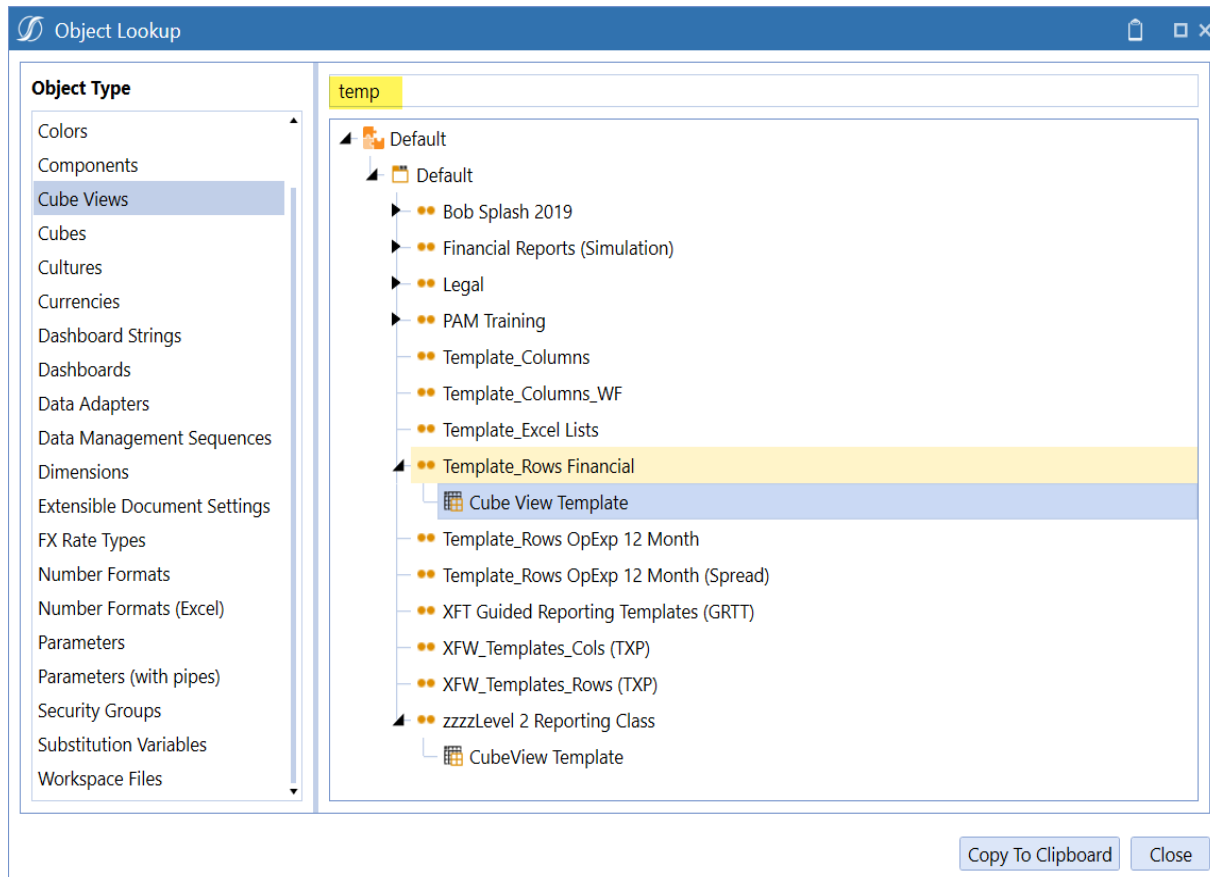 Object Lookup
Object Type
Colors
Components
Cube Views
Cubes
Cultures
Currencies
Dashboard Strings
Dashboards
Data Adapters
Data Management Sequences
Dimensions
Extensible Document Settings
FX Rate Types
Number Formats
Number Formats (Excel)
Parameters
Parameters (with pipes)
Security Groups
Substitution Variables
Workspace Files
temp
Default
Default
Bob Splash 2019
Financial Reports (Simulation)
Legal
PAM Training
Template_Columns
Template_Columns_WF
Template_Excel Lists
Template_Rows Financial
Cube View Template
Template_Rows OpExp 12 Month
Template_Rows OpExp 12 Month (Spread)
XFT Guided Reporting Templates (GRTT)
XFW_Templates_Cols (TXP)
XFW_Templates_Rows (TXP)
zzzzLevel 2 Reporting Class
CubeView Template
Copy To Clipboard
Close